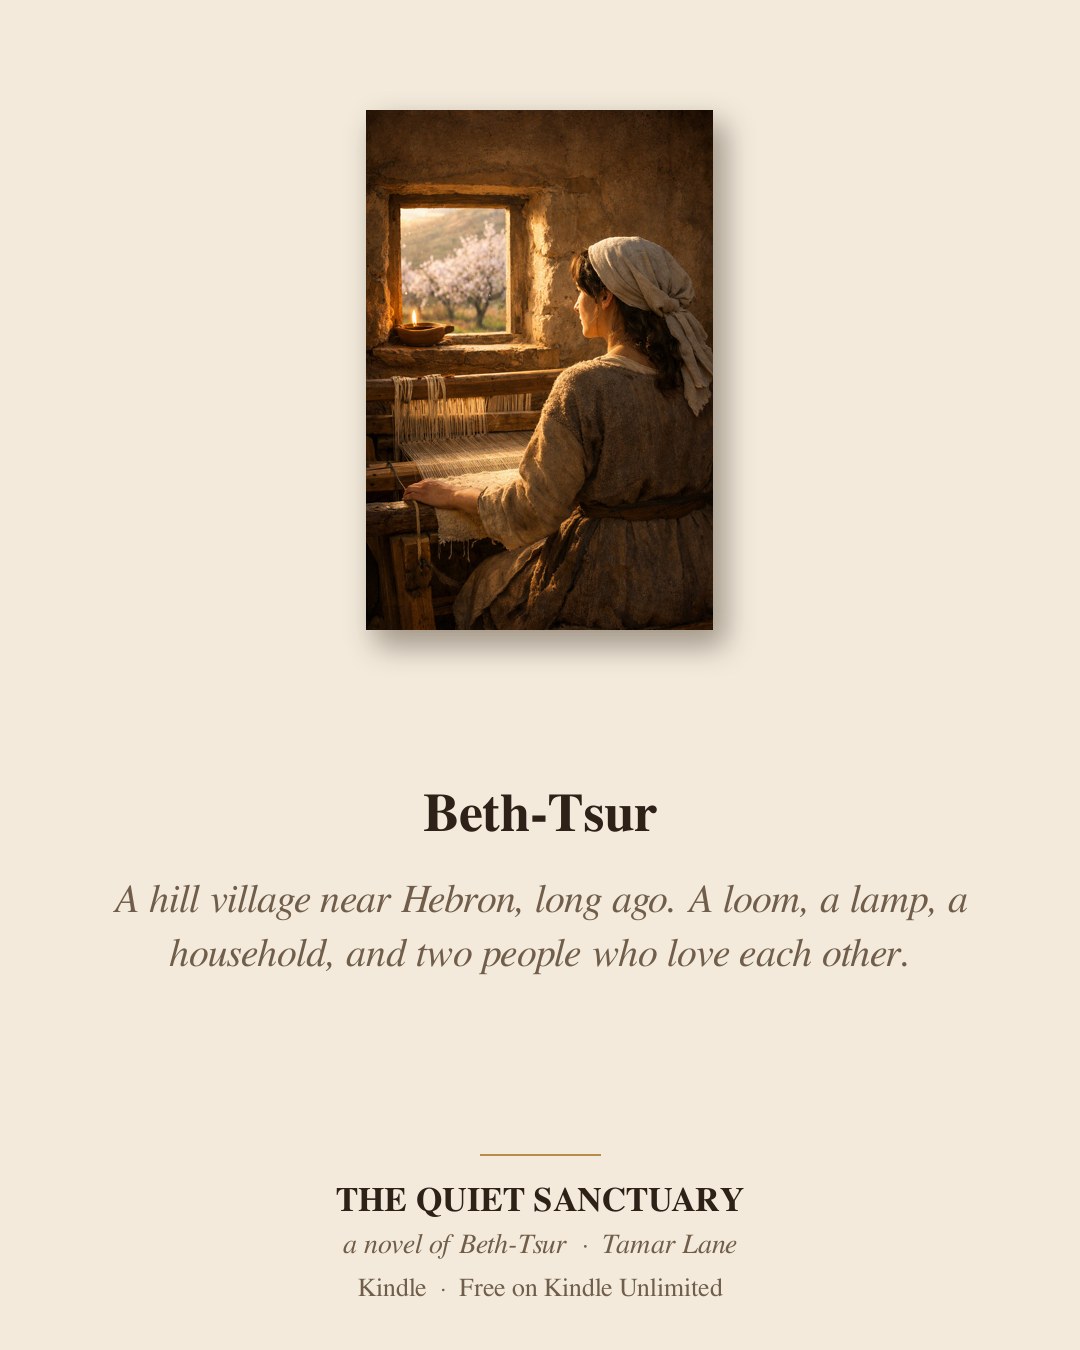 Beth-Tsur
A hill village near Hebron, long ago. A loom, a lamp, a
household, and two people who love each other.
THE QUIET SANCTUARY
a novel of Beth-Tsur · Tamar Lane
Kindle · Free on Kindle Unlimited